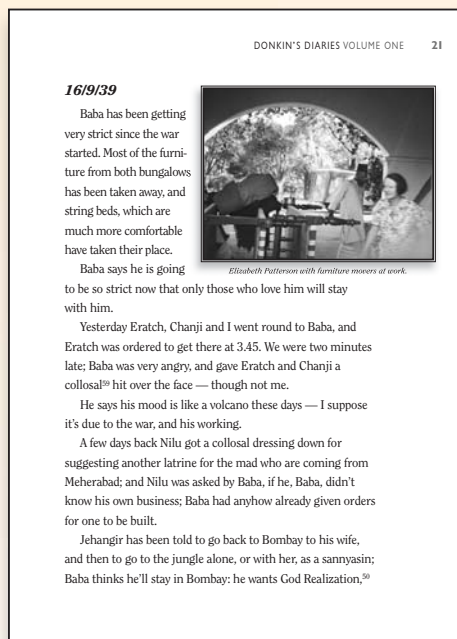 DONKIN'S DIARIES VOLUME ONE 21
16/9/39
Baba has been getting
very strict since the war
started. Most of the furni-
ture from both bungalows
has been taken away, and
string beds, which are
much more comfortable
have taken their place.
Baba says he is going
Elizabeth Patterson with furniture movers at work.
to be so strict now that only those who love him will stay
with him.
Yesterday Eratch, Chanji and I went round to Baba, and
Eratch was ordered to get there at 3.45. We were two minutes
late; Baba was very angry, and gave Eratch and Chanji a
collosal⁵⁹ hit over the face — though not me.
He says his mood is like a volcano these days — I suppose
it's due to the war, and his working.
A few days back Nilu got a collosal dressing down for
suggesting another latrine for the mad who are coming from
Meherabad; and Nilu was asked by Baba, if he, Baba, didn't
know his own business; Baba had anyhow already given orders
for one to be built.
Jehangir has been told to go back to Bombay to his wife,
and then to go to the jungle alone, or with her, as a sannyasin;
Baba thinks he'll stay in Bombay: he wants God Realization,⁵⁰